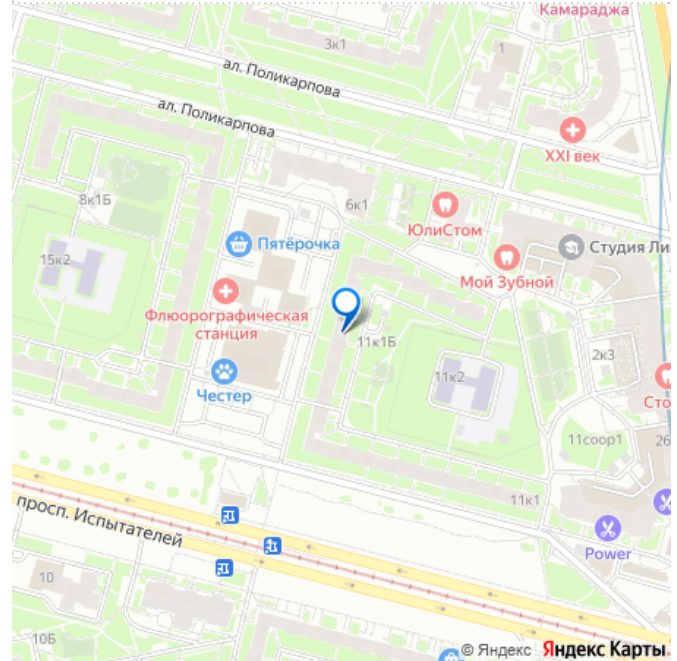 Камараджа
3к1
1
ал. Поликарпова
ал. Поликарпова
XXI век
8к1Б
6к1
ЮлиСтом
Пятёрочка
Студия Ли
15к2
Мой Зубной
Флюорографическая
станция
11к1Б
2к3
11к2
Честер
Сто
11соор1
26
11к1
просп. Испытателей
Power
10
10Б
© Яндекс Яндекс Карты